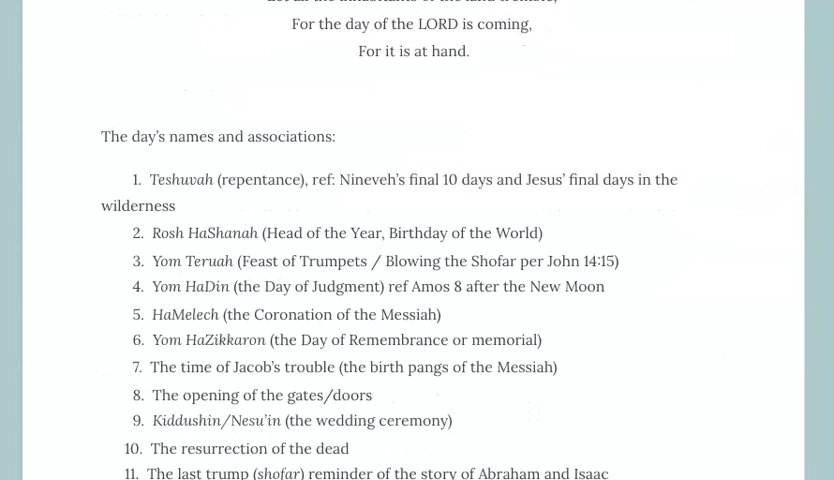 For the day of the LORD is coming,
For it is at hand.
The day's names and associations:
1. Teshuvah (repentance), ref: Nineveh's final 10 days and Jesus' final days in the
wilderness
2. Rosh HaShanah (Head of the Year, Birthday of the World)
3. Yom Teruah (Feast of Trumpets / Blowing the Shofar per John 14:15)
4. Yom HaDin (the Day of Judgment) ref Amos 8 after the New Moon
5. HaMelech (the Coronation of the Messiah)
6. Yom HaZikkaron (the Day of Remembrance or memorial)
7. The time of Jacob's trouble (the birth pangs of the Messiah)
8. The opening of the gates/doors
9. Kiddushin/Nesu'in (the wedding ceremony)
10. The resurrection of the dead
11. The last trump (shofar) reminder of the story of Abraham and Isaac